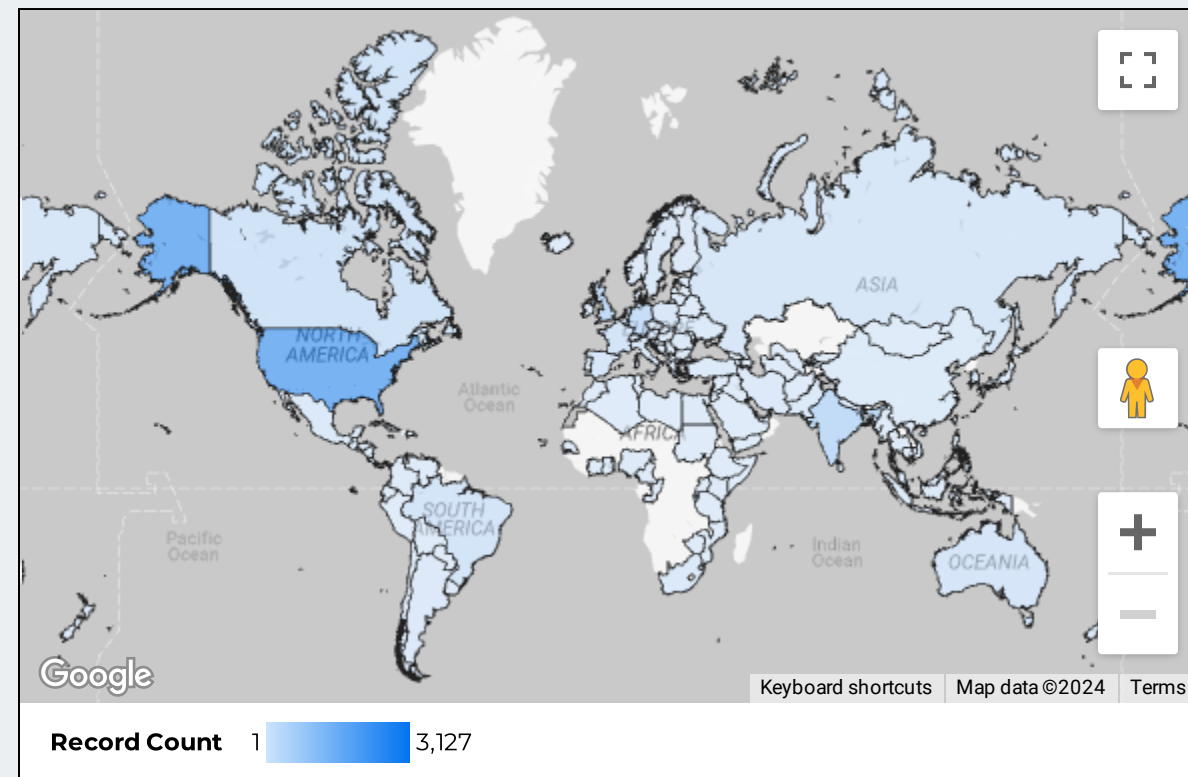 ASIA
NORTH
AMERICA
EUROPE
Atlantic
Ocean
AFRICA
SOUTH
AMERICA
Pacific
Ocean
Indian
Ocean
OCEANIA
Google
Keyboard shortcuts
Map data ©2024
Terms
Record Count 1 3,127